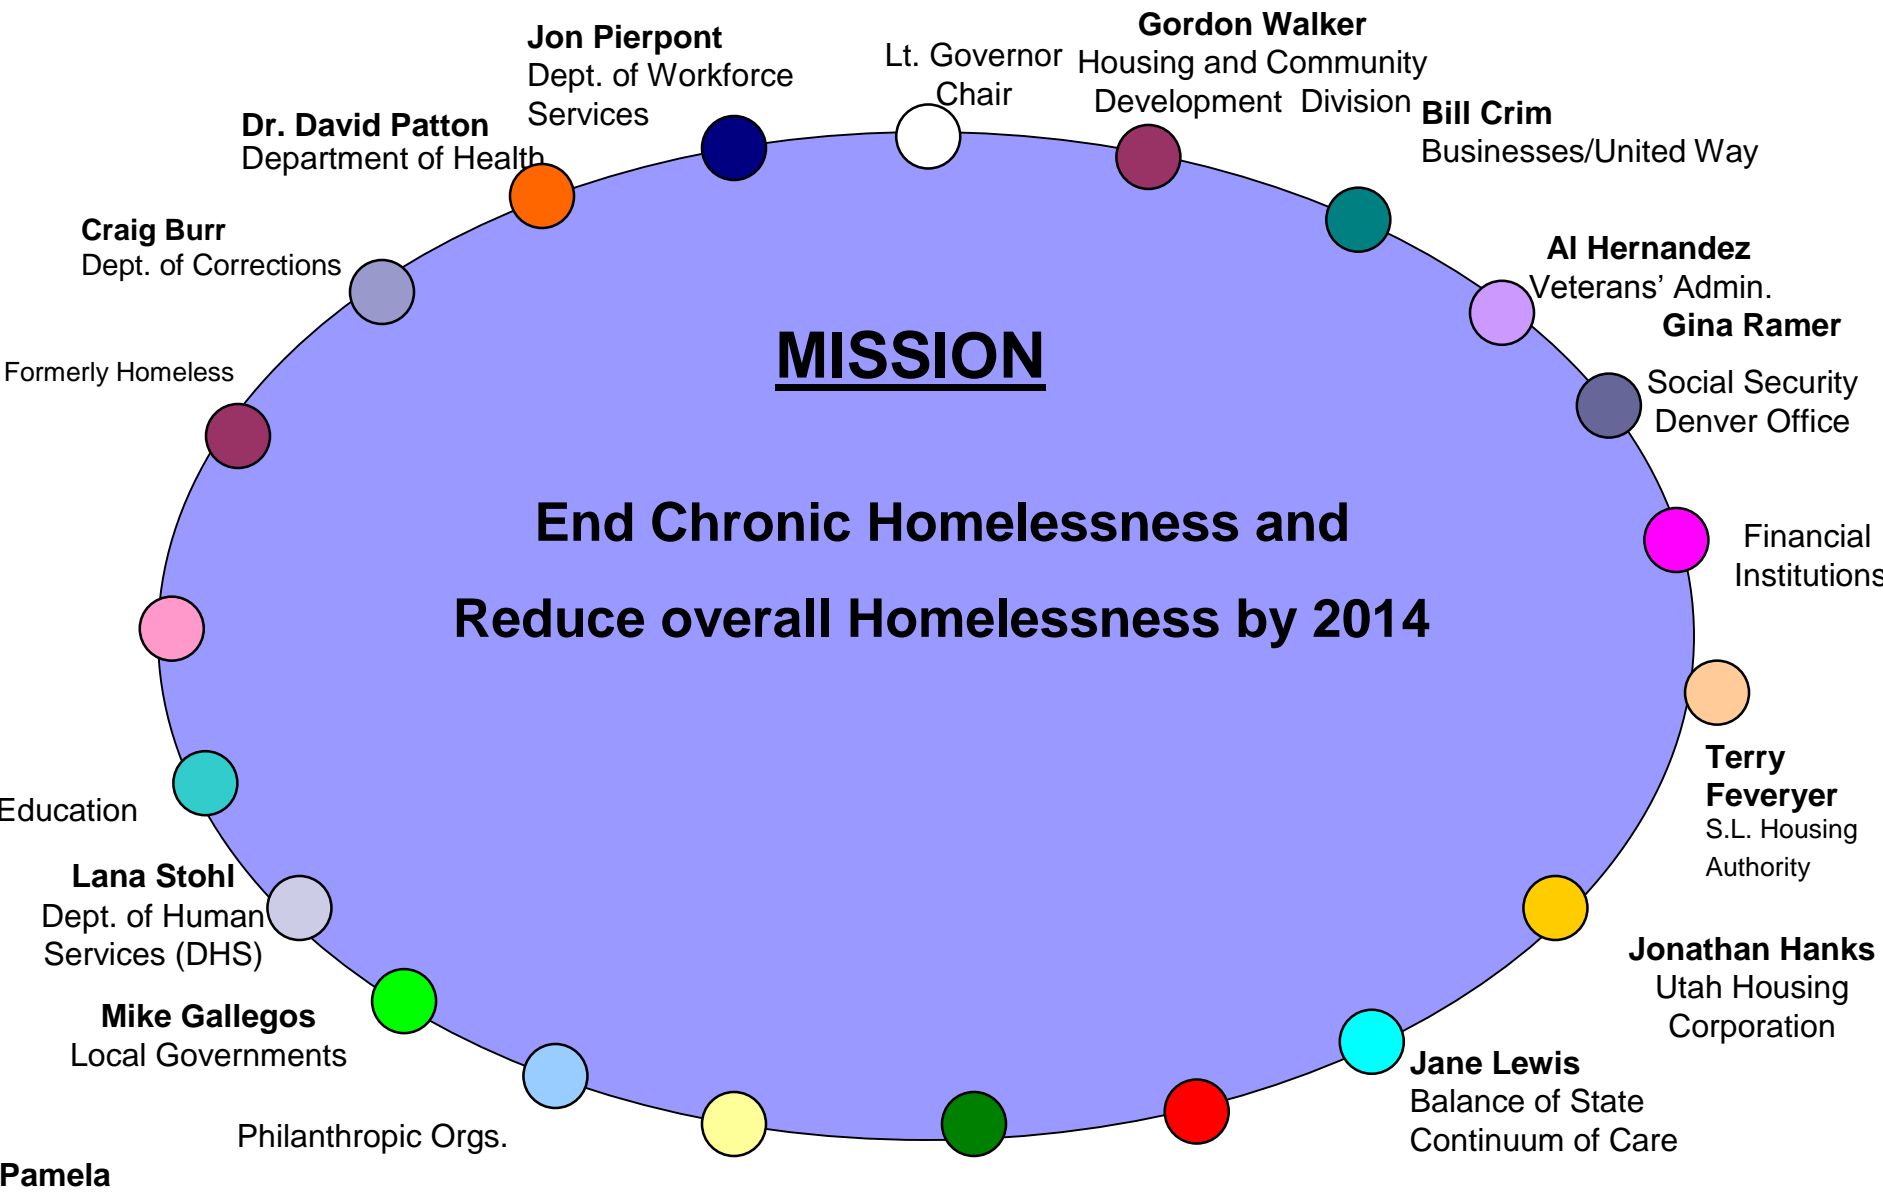 Jon Pierpont
Dept. of Workforce
Services
Lt. Governor
Chair
Gordon Walker
Housing and Community
Development Division
Bill Crim
Businesses/United Way
Dr. David Patton
Department of Health
Craig Burr
Dept. of Corrections
Al Hernandez
Veterans’ Admin.
Gina Ramer
Social Security
Denver Office
Formerly Homeless
MISSION
End Chronic Homelessness and
Reduce overall Homelessness by 2014
Financial
Institutions
Terry
Feveryer
S.L. Housing
Authority
Education
Lana Stohl
Dept. of Human
Services (DHS)
Jonathan Hanks
Utah Housing
Corporation
Mike Gallegos
Local Governments
Jane Lewis
Balance of State
Continuum of Care
Philanthropic Orgs.
Pamela